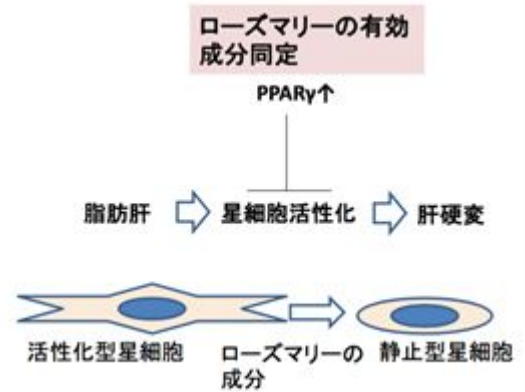 ローズマリーの有効
成分同定
PPARγ↑
脂肪肝 星細胞活性化 肝硬変
活性化型星細胞 ローズマリーの
成分 静止型星細胞